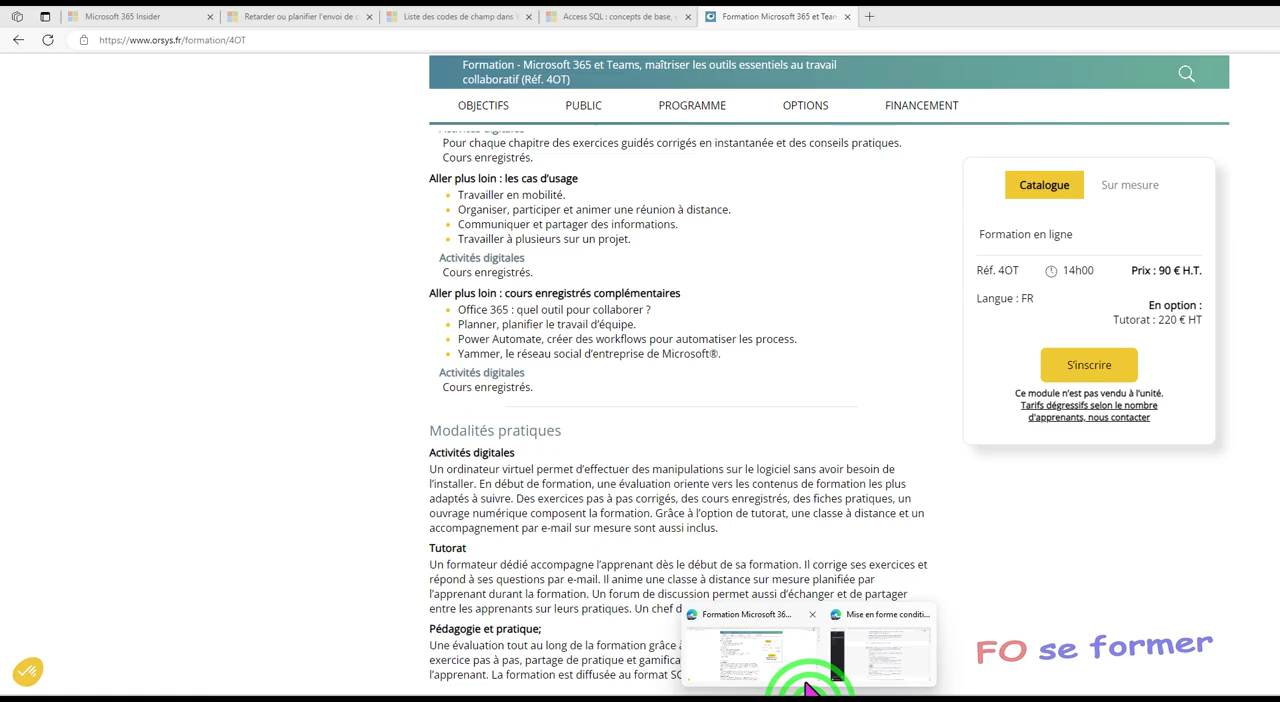 Microsoft 365 Insider
Retarder ou planifier l'envoi de c
Liste des codes de champ dans
Access SQL : concepts de base,
Formation Microsoft 365 et Team
https://www.orsys.fr/formation/4OT
Formation - Microsoft 365 et Teams, maîtriser les outils essentiels au travail
collaboratif (Réf. 4OT)
OBJECTIFS
PUBLIC
PROGRAMME
OPTIONS
FINANCEMENT
Activités digitales
Pour chaque chapitre des exercices guidés corrigés en instantanée et des conseils pratiques.
Cours enregistrés.
Aller plus loin : les cas d'usage
Travailler en mobilité.
Organiser, participer et animer une réunion à distance.
Communiquer et partager des informations.
Travailler à plusieurs sur un projet.
Activités digitales
Cours enregistrés.
Aller plus loin : cours enregistrés complémentaires
Office 365 : quel outil pour collaborer ?
Planner, planifier le travail d'équipe.
Power Automate, créer des workflows pour automatiser les process.
Yammer, le réseau social d'entreprise de Microsoft®.
Activités digitales
Cours enregistrés.
Modalités pratiques
Activités digitales
Un ordinateur virtuel permet d'effectuer des manipulations sur le logiciel sans avoir besoin de
l'installer. En début de formation, une évaluation oriente vers les contenus de formation les plus
adaptés à suivre. Des exercices pas à pas corrigés, des cours enregistrés, des fiches pratiques, un
ouvrage numérique composent la formation. Grâce à l'option de tutorat, une classe à distance et un
accompagnement par e-mail sur mesure sont aussi inclus.
Tutorat
Un formateur dédié accompagne l'apprenant dès le début de sa formation. Il corrige ses exercices et
répond à ses questions par e-mail. Il anime une classe à distance sur mesure planifiée par
l'apprenant durant la formation. Un forum de discussion permet aussi d'échanger et de partager
entre les apprenants sur leurs pratiques. Un chef d
Pédagogie et pratique;
Une évaluation tout au long de la formation grâce
exercice pas à pas, partage de pratique et gamifica
l'apprenant. La formation est diffusée au format SC
Catalogue
Sur mesure
Formation en ligne
Réf. 4OT
14h00
Prix : 90 € H.T.
Langue : FR
En option :
Tutorat : 220 € HT
S'inscrire
Ce module n'est pas vendu à l'unité.
Tarifs dégressifs selon le nombre
d'apprenants, nous contacter
Formation Microsoft 36...
Mise en forme conditi...
FO se former